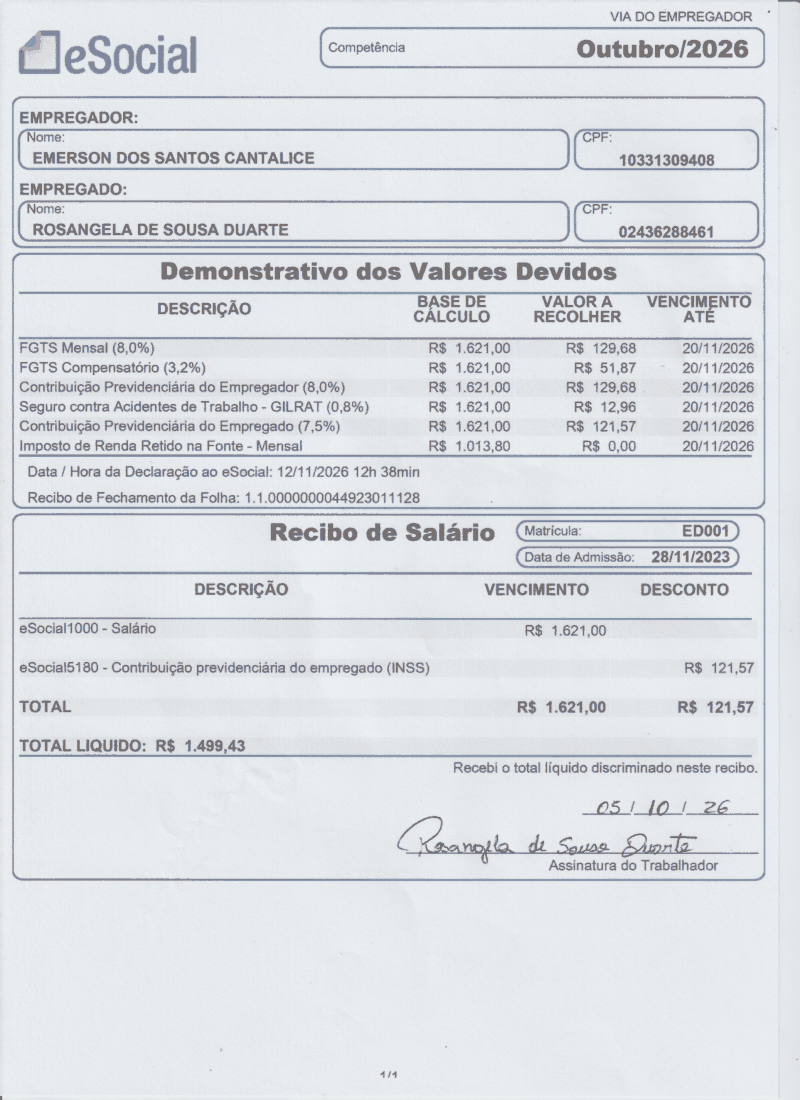 VIA DO EMPREGADOR
eSocial
Competência Outubro/2026
EMPREGADOR:
Nome: CPF:
EMERSON DOS SANTOS CANTALICE 10331309408
EMPREGADO:
Nome: CPF:
ROSANGELA DE SOUSA DUARTE 02436288461
Demonstrativo dos Valores Devidos
DESCRIÇÃO BASE DE CÁLCULO VALOR A RECOLHER VENCIMENTO ATÉ
FGTS Mensal (8,0%) R$ 1.621,00 R$ 129,68 20/11/2026
FGTS Compensatório (3,2%) R$ 1.621,00 R$ 51,87 20/11/2026
Contribuição Previdenciária do Empregador (8,0%) R$ 1.621,00 R$ 129,68 20/11/2026
Seguro contra Acidentes de Trabalho - GILRAT (0,8%) R$ 1.621,00 R$ 12,96 20/11/2026
Contribuição Previdenciária do Empregado (7,5%) R$ 1.621,00 R$ 121,57 20/11/2026
Imposto de Renda Retido na Fonte - Mensal R$ 1.013,80 R$ 0,00 20/11/2026
Data / Hora da Declaração ao eSocial: 12/11/2026 12h 38min
Recibo de Fechamento da Folha: 1.1.0000000044923011128
Recibo de Salário
Matrícula: ED001
Data de Admissão: 28/11/2023
DESCRIÇÃO VENCIMENTO DESCONTO
eSocial1000 - Salário R$ 1.621,00
eSocial5180 - Contribuição previdenciária do empregado (INSS) R$ 121,57
TOTAL R$ 1.621,00 R$ 121,57
TOTAL LIQUIDO: R$ 1.499,43
Recebi o total líquido discriminado neste recibo.
05 / 10 / 26
Rosangela de Sousa Duarte
Assinatura do Trabalhador
1/1